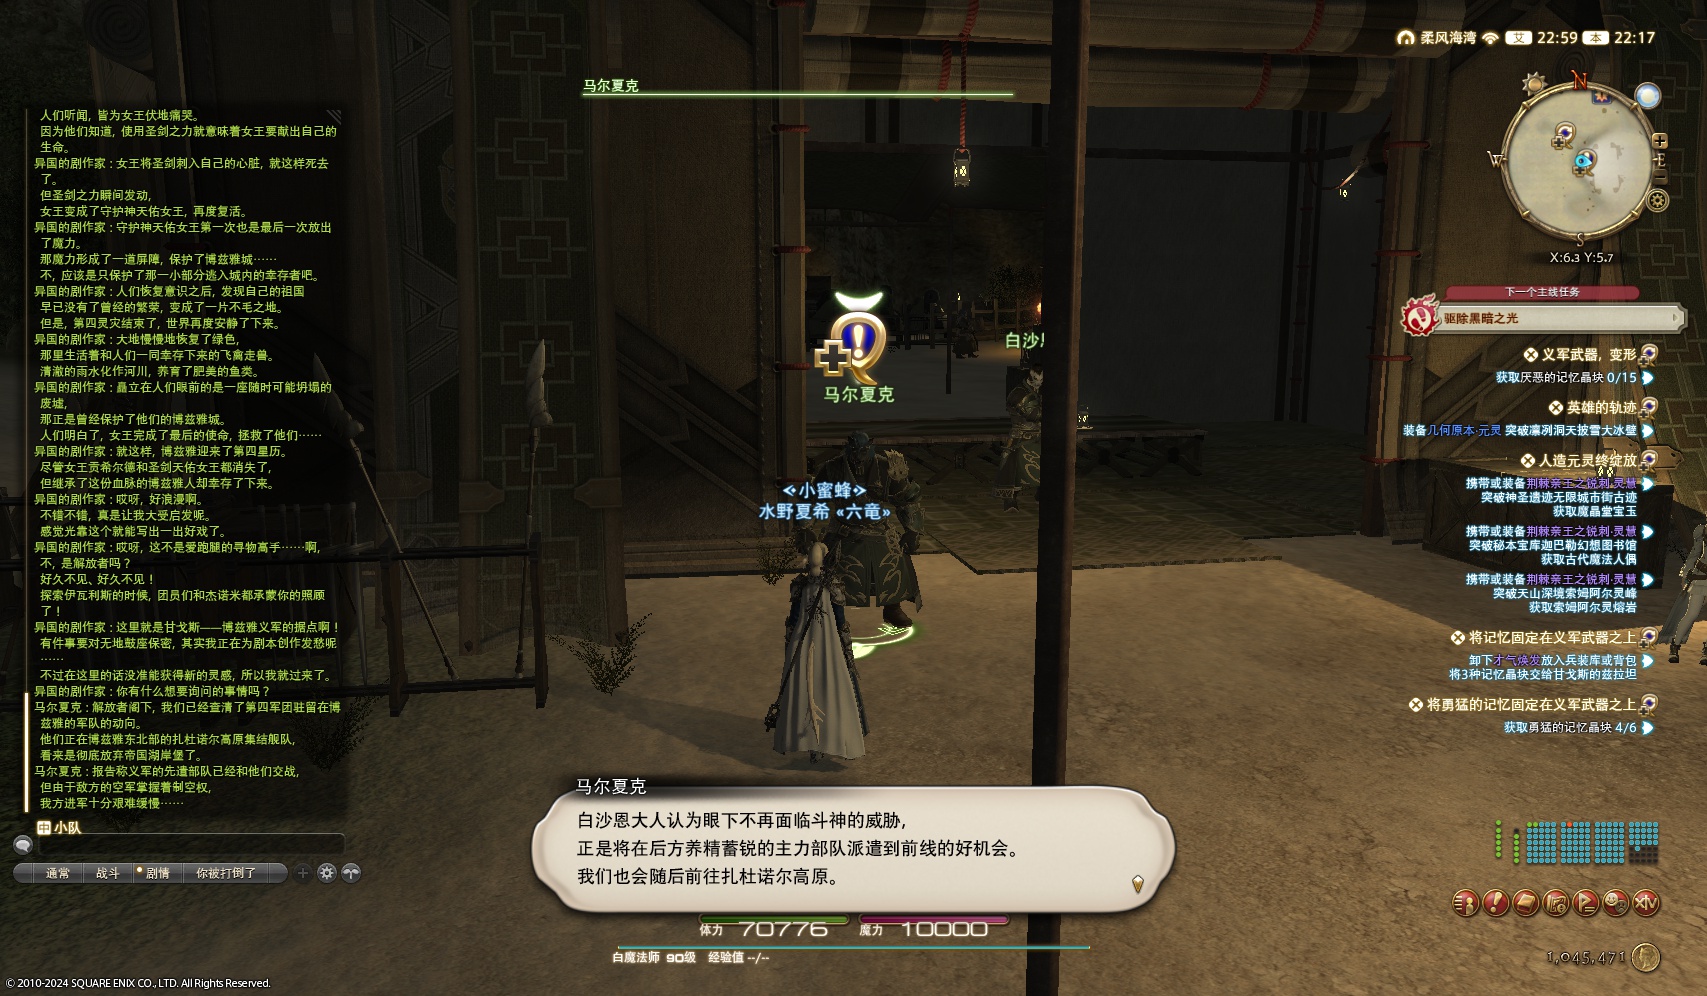 柔风海湾 艾 22:59 本 22:17
马尔夏克
人们听闻，皆为女王伏地痛哭。
因为他们知道，使用圣剑之力就意味着女王要献出自己的
生命。
异国的剧作家：女王将圣剑刺入自己的心脏，就这样死去
了。
但圣剑之力瞬间发动，
女王变成了守护神天佑女王，再度复活。
异国的剧作家：守护神天佑女王第一次也是最后一次放出
了魔力。
那魔力形成了一道屏障，保护了博兹雅城……
不，应该是只保护了那一小部分逃入城内的幸存者吧。
异国的剧作家：人们恢复意识之后，发现自己的祖国
早已没有了曾经的繁荣，变成了一片不毛之地。
但是，第四灵灾结束了，世界再度安静了下来。
异国的剧作家：大地慢慢地恢复了绿色，
那里生活着和人们一同幸存下来的飞禽走兽。
清澈的雨水化作河川，养育了肥美的鱼类。
异国的剧作家：矗立在人们眼前的是一座随时可能坍塌的
废墟，
那正是曾经保护了他们的博兹雅城。
人们明白了，女王完成了最后的使命，拯救了他们……
异国的剧作家：就这样，博兹雅迎来了第四星历。
尽管女王贡希尔德和圣剑天佑女王都消失了，
但继承了这份血脉的博兹雅人却幸存了下来。
异国的剧作家：哎呀，好浪漫啊。
不错不错，真是让我大受启发呢。
感觉光靠这个就能写出一出好戏了。
异国的剧作家：哎呀，这不是爱跑腿的寻物高手……啊，
不，是解放者吗？
好久不见、好久不见！
探索伊瓦利斯的时候，团员们和杰诺米都承蒙你的照顾
了！
异国的剧作家：这里就是甘戈斯——博兹雅义军的据点啊！
有件事要对无地鼓座保密，其实我正在为剧本创作发愁呢
……
不过在这里的话没准能获得新的灵感，所以我就过来了。
异国的剧作家：你有什么想要询问的事情吗？
马尔夏克：解放者阁下，我们已经查清了第四军团驻留在博
兹雅的军队的动向。
他们正在博兹雅东北部的扎杜诺尔高原集结舰队，
看来是彻底放弃帝国湖岸堡了。
马尔夏克：报告称义军的先遣部队已经和他们交战，
但由于敌方的空军掌握着制空权，
我方进军十分艰难缓慢……
小队
通常 战斗 剧情 你被打倒了
马尔夏克
白沙
小蜜蜂
水野夏希 «六竜»
N
W
E
S
X:6.3 Y:5.7
下一个主线任务
驱除黑暗之光
义军武器，变形
获取厌恶的记忆晶块 0/15
英雄的轨迹
装备几何原本·元灵 突破凛冽洞天披雪大冰壁
人造元灵终绽放
携带或装备荆棘亲王之锐刺·灵慧
突破神圣遗迹无限城市街古迹
获取魔晶堂宝玉
携带或装备荆棘亲王之锐刺·灵慧
突破秘本宝库迦巴勒幻想图书馆
获取古代魔法人偶
携带或装备荆棘亲王之锐刺·灵慧
突破天山深境索姆阿尔灵峰
获取索姆阿尔灵熔岩
将记忆固定在义军武器之上
卸下才气焕发放入兵装库或背包
将3种记忆晶块交给甘戈斯的兹拉坦
将勇猛的记忆固定在义军武器之上
获取勇猛的记忆晶块 4/6
马尔夏克
白沙恩大人认为眼下不再面临斗神的威胁，
正是将在后方养精蓄锐的主力部队派遣到前线的好机会。
我们也会随后前往扎杜诺尔高原。
体力 70776 魔力 10000
白魔法师 90级 经验值 --/--
XIV
1,045,471
© 2010-2024 SQUARE ENIX CO., LTD. All Rights Reserved.